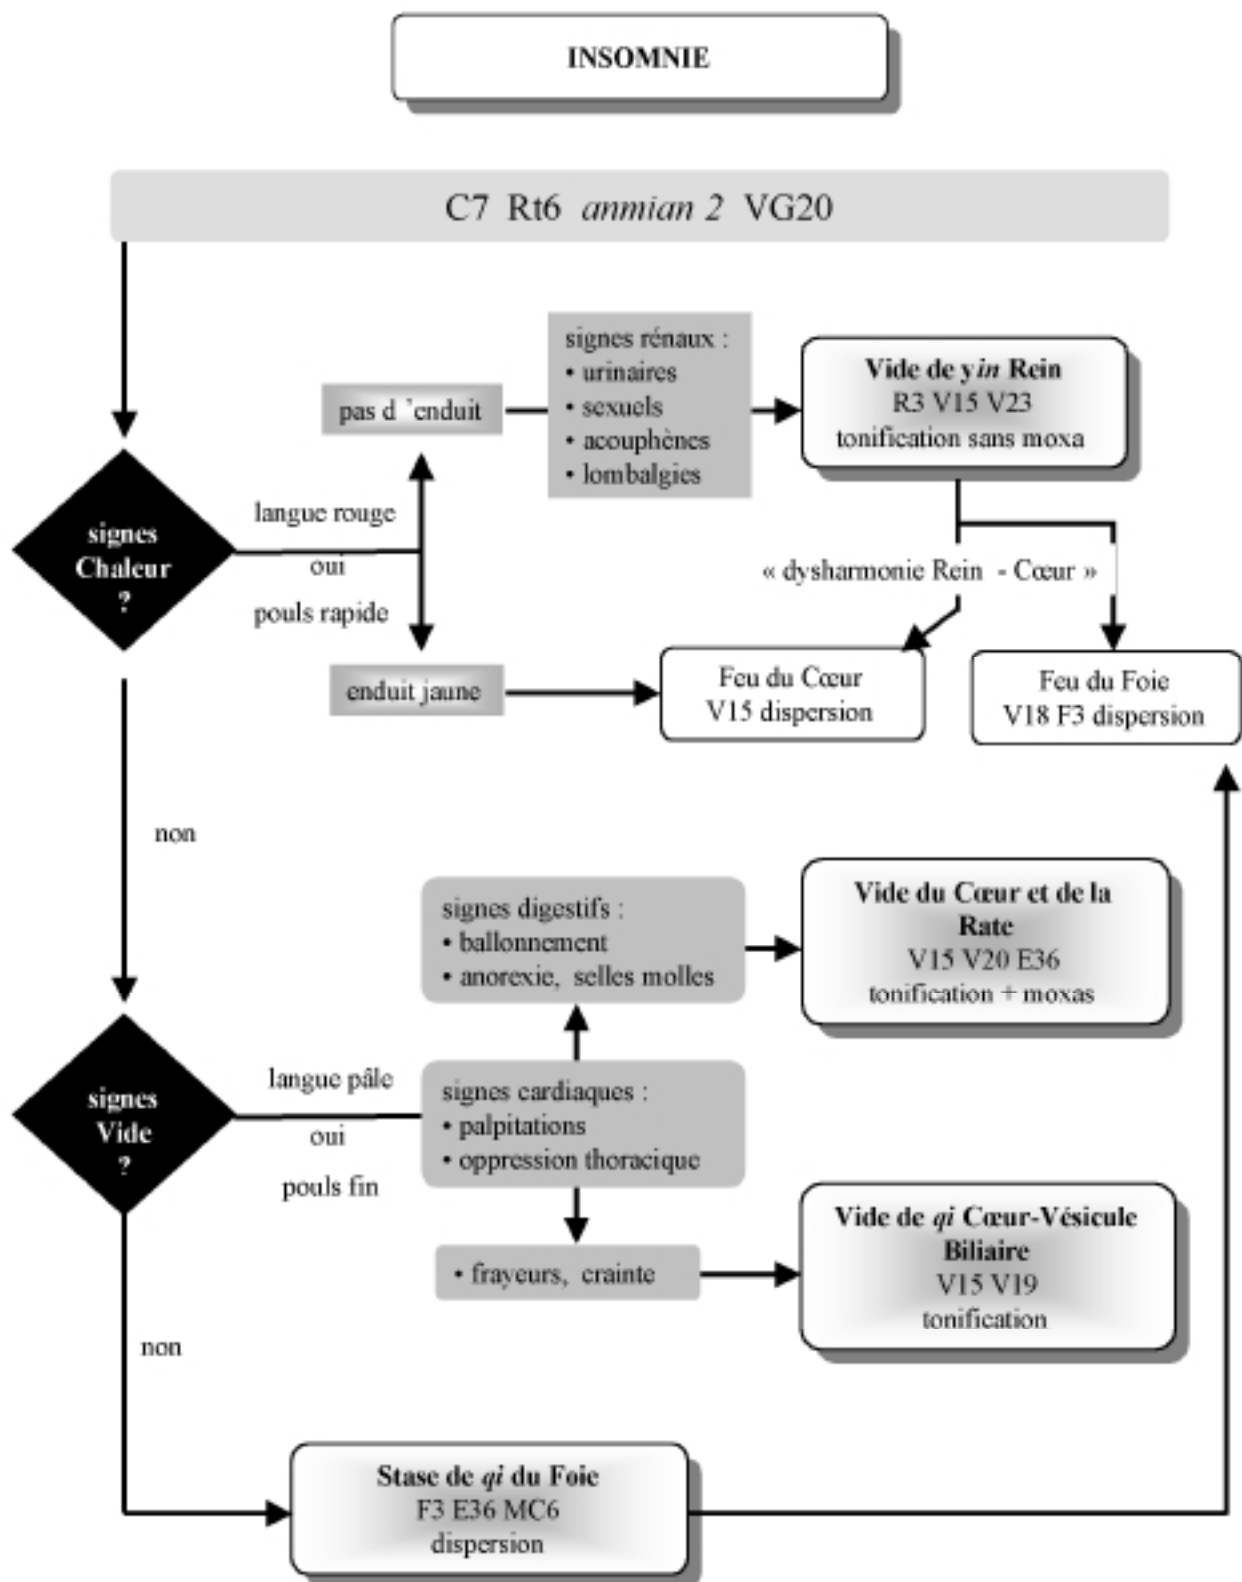 INSOMNIE
C7 Rt6 anmian 2 VG20
signes rénaux :
• urinaires
• sexuels
• acouphènes
• lombalgies
Vide de yin Rein
R3 V15 V23
tonification sans moxa
pas d 'enduit
signes
Chaleur
?
langue rouge
oui
pouls rapide
« dysharmonie Rein - Cœur »
enduit jaune
Feu du Cœur
V15 dispersion
Feu du Foie
V18 F3 dispersion
non
signes digestifs :
• ballonnement
• anorexie, selles molles
Vide du Cœur et de la
Rate
V15 V20 E36
tonification + moxas
signes
Vide
?
langue pâle
oui
pouls fin
signes cardiaques :
• palpitations
• oppression thoracique
• frayeurs, crainte
Vide de qi Cœur-Vésicule
Biliaire
V15 V19
tonification
non
Stase de qi du Foie
F3 E36 MC6
dispersion